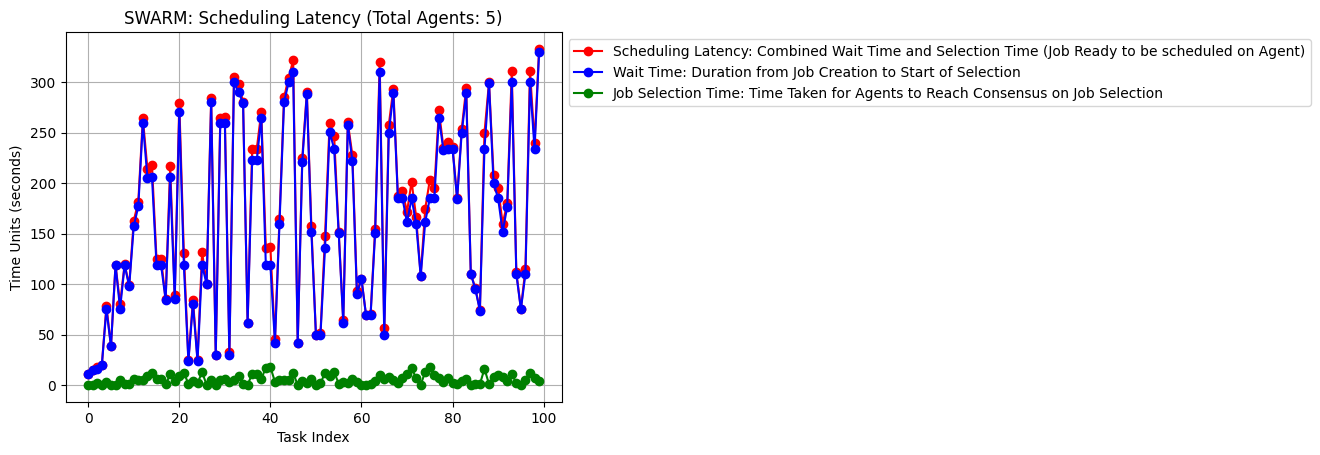 SWARM: Scheduling Latency (Total Agents: 5)
Scheduling Latency: Combined Wait Time and Selection Time (Job Ready to be scheduled on Agent)
Wait Time: Duration from Job Creation to Start of Selection
Job Selection Time: Time Taken for Agents to Reach Consensus on Job Selection
Time Units (seconds)
300
250
200
150
100
50
0
0 20 40 60 80 100
Task Index